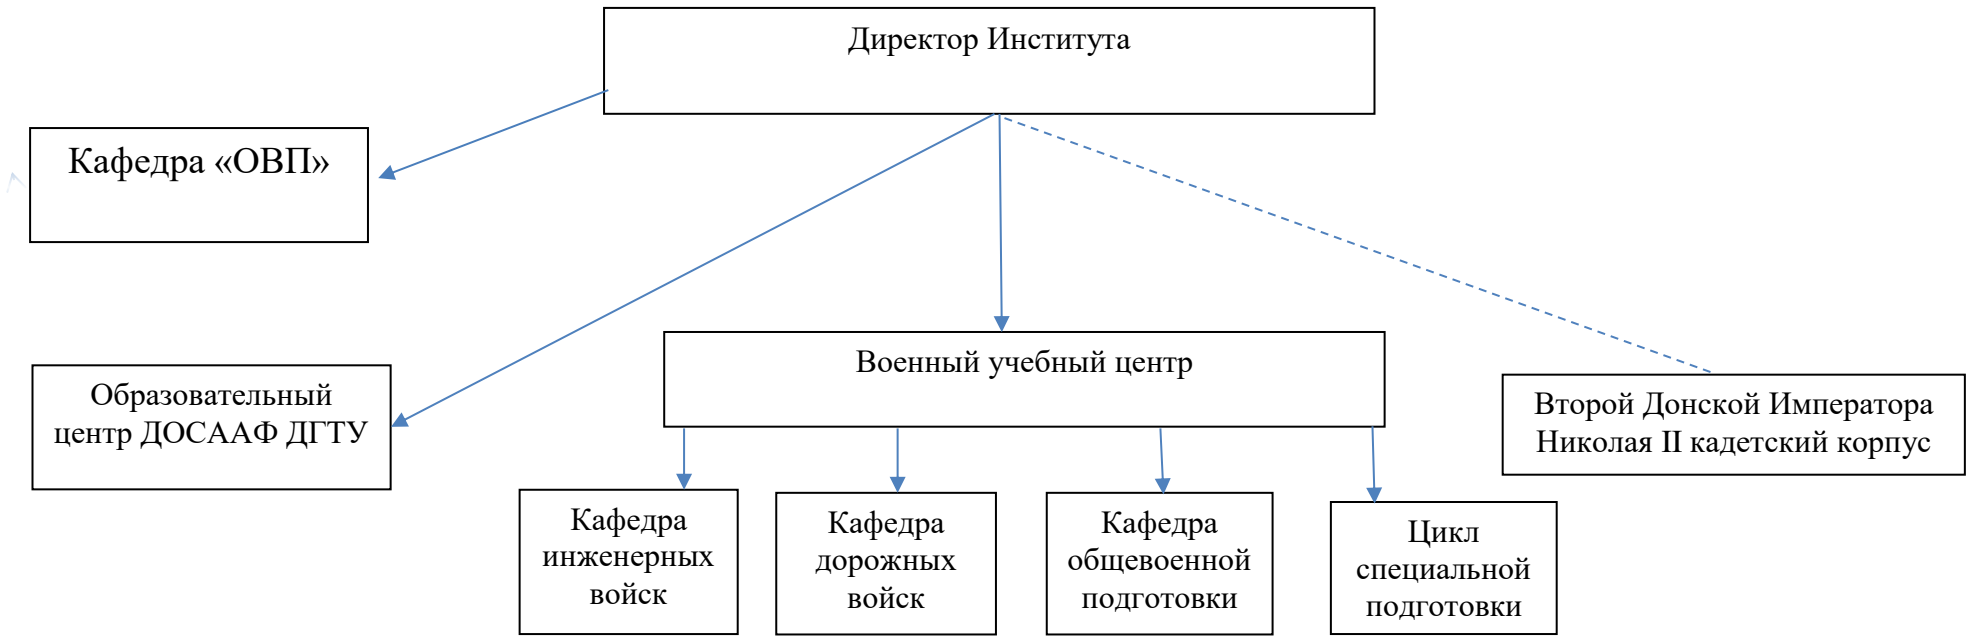 Директор Института
Кафедра «ОВП»
Военный учебный центр
Образовательный
центр ДОСААФ ДГТУ
Второй Донской Императора
Николая II кадетский корпус
Кафедра
инженерных
войск
Кафедра
дорожных
войск
Кафедра
общевоенной
подготовки
Цикл
специальной
подготовки